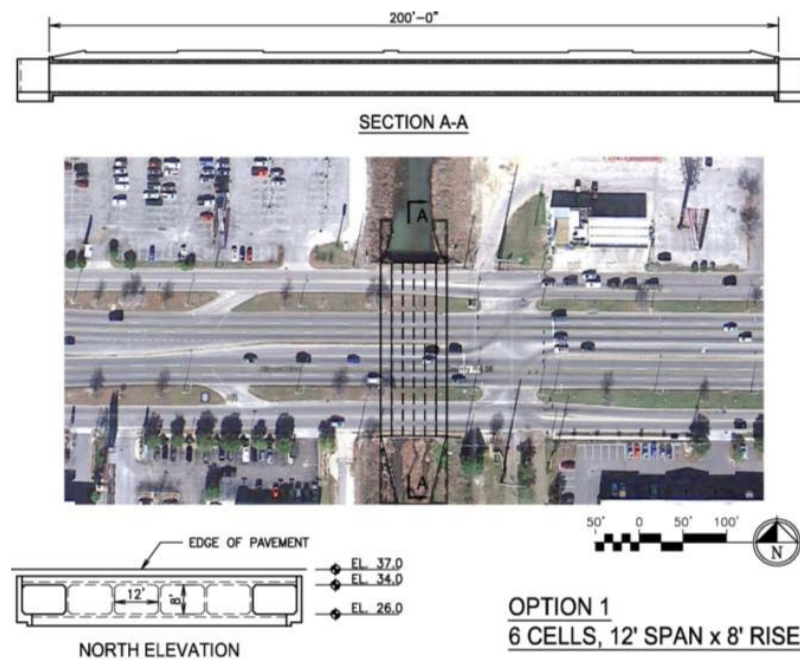 200'-0"
SECTION A-A
A
A
50' 0 50' 100'
N
EDGE OF PAVEMENT
EL. 37.0
EL. 34.0
12'
8'
EL. 26.0
NORTH ELEVATION
OPTION 1
6 CELLS, 12' SPAN x 8' RISE